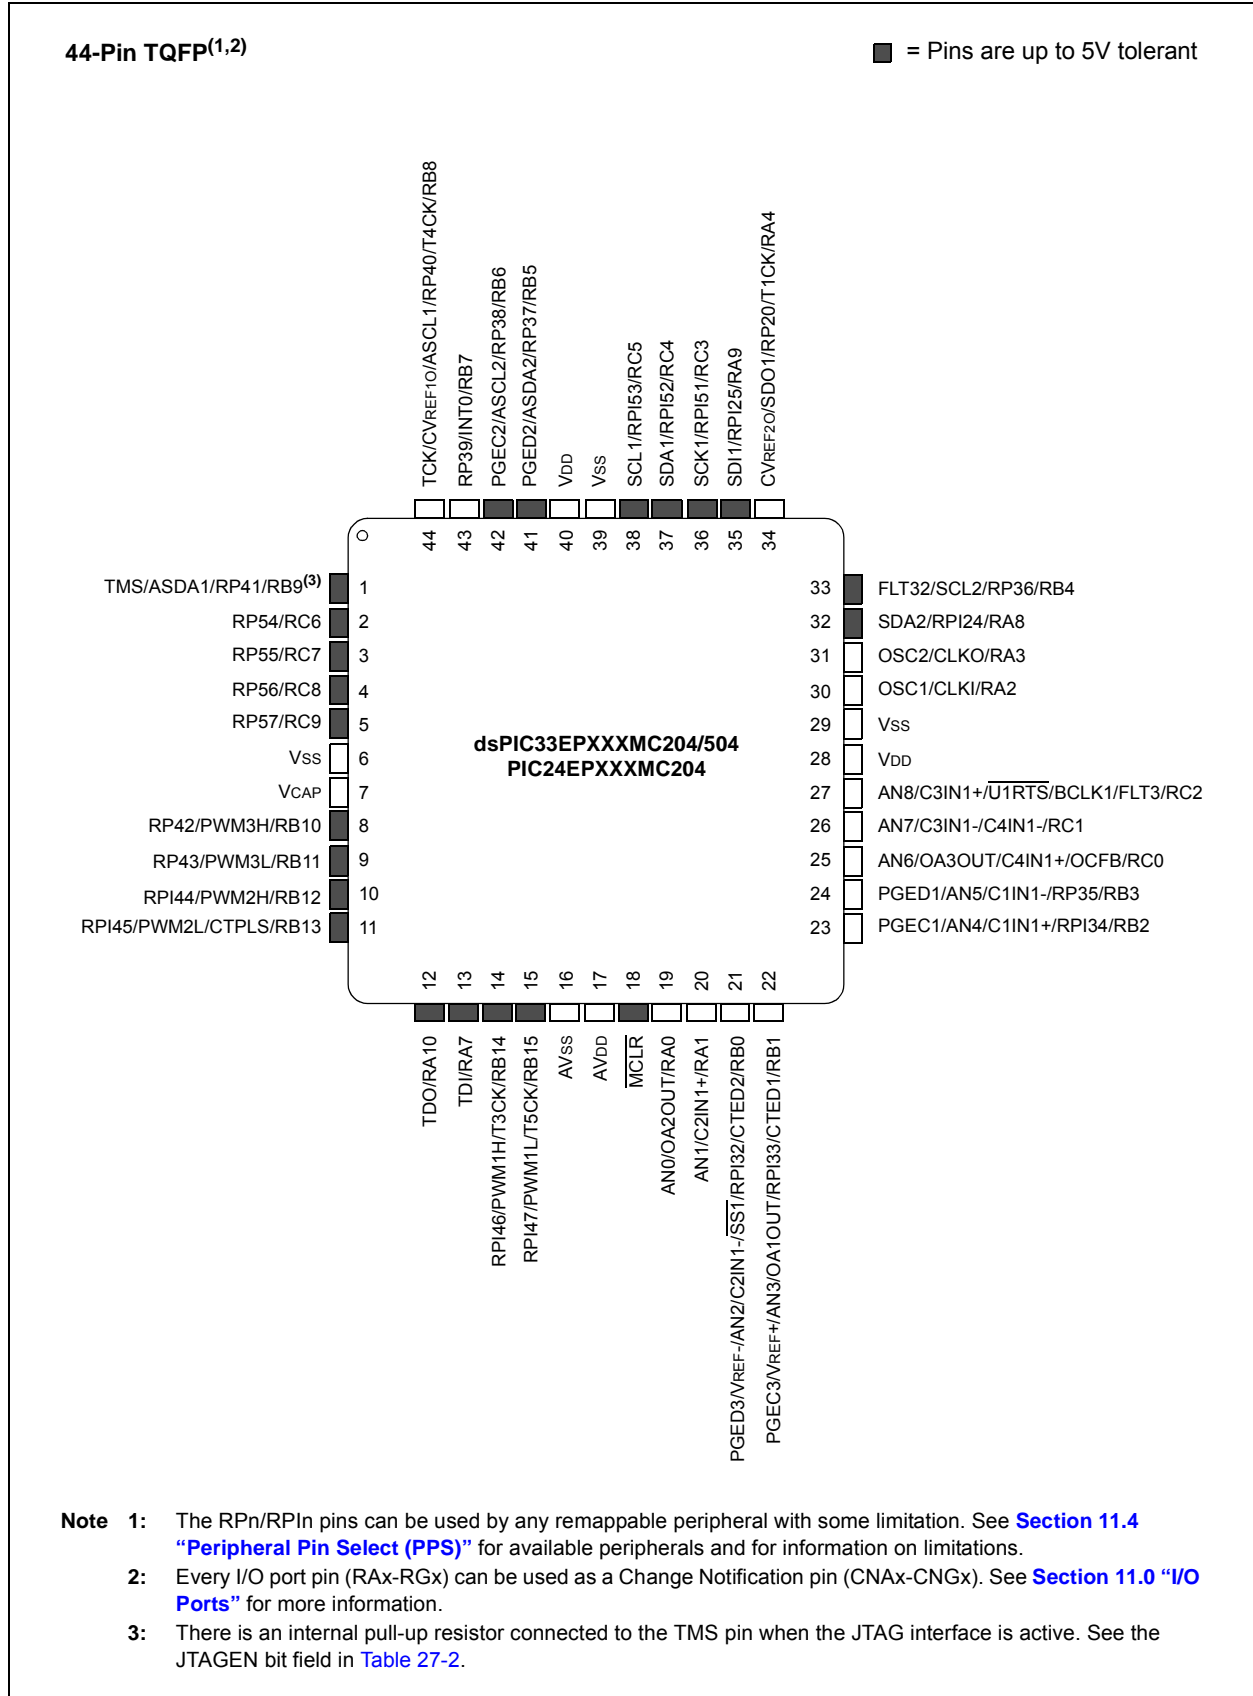 44-Pin TQFP(1,2)
= Pins are up to 5V tolerant
TCK/CVREF1O/ASCL1/RP40/T4CK/RB8
RP39/INT0/RB7
PGEC2/ASCL2/RP38/RB6
PGED2/ASDA2/RP37/RB5
VDD
VSS
SCL1/RPI53/RC5
SDA1/RPI52/RC4
SCK1/RPI51/RC3
SDI1/RPI25/RA9
CVREF2O/SDO1/RP20/T1CK/RA4
44 43 42 41 40 39 38 37 36 35 34
TMS/ASDA1/RP41/RB9(3) 1
RP54/RC6 2
RP55/RC7 3
RP56/RC8 4
RP57/RC9 5
VSS 6
VCAP 7
RP42/PWM3H/RB10 8
RP43/PWM3L/RB11 9
RPI44/PWM2H/RB12 10
RPI45/PWM2L/CTPLS/RB13 11
dsPIC33EPXXXMC204/504
PIC24EPXXXMC204
33 FLT32/SCL2/RP36/RB4
32 SDA2/RPI24/RA8
31 OSC2/CLKO/RA3
30 OSC1/CLKI/RA2
29 VSS
28 VDD
27 AN8/C3IN1+/U1RTS/BCLK1/FLT3/RC2
26 AN7/C3IN1-/C4IN1-/RC1
25 AN6/OA3OUT/C4IN1+/OCFB/RC0
24 PGED1/AN5/C1IN1-/RP35/RB3
23 PGEC1/AN4/C1IN1+/RPI34/RB2
12 13 14 15 16 17 18 19 20 21 22
TDO/RA10
TDI/RA7
RPI46/PWM1H/T3CK/RB14
RPI47/PWM1L/T5CK/RB15
AVSS
AVDD
MCLR
AN0/OA2OUT/RA0
AN1/C2IN1+/RA1
PGED3/VREF-/AN2/C2IN1-/SS1/RPI32/CTED2/RB0
PGEC3/VREF+/AN3/OA1OUT/RPI33/CTED1/RB1
Note 1: The RPn/RPIn pins can be used by any remappable peripheral with some limitation. See Section 11.4
“Peripheral Pin Select (PPS)” for available peripherals and for information on limitations.
2: Every I/O port pin (RAx-RGx) can be used as a Change Notification pin (CNAx-CNGx). See Section 11.0 “I/O
Ports” for more information.
3: There is an internal pull-up resistor connected to the TMS pin when the JTAG interface is active. See the
JTAGEN bit field in Table 27-2.